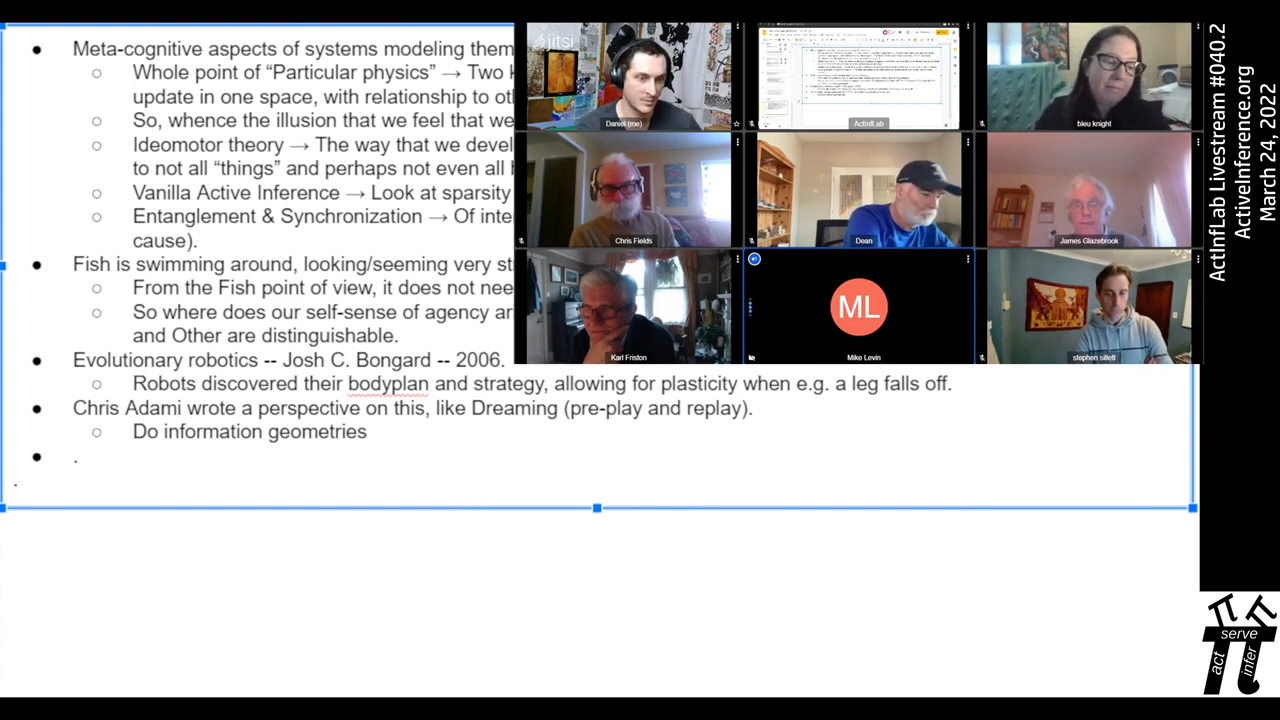 Meta-cognitive aspects of systems modeling them
From point of "Particular physics" → Two k
in one space, with relationship to oth
So, whence the illusion that we feel that we
Ideomotor theory → The way that we devel
to not all "things" and perhaps not even all
Vanilla Active Inference → Look at sparsity
Entanglement & Synchronization → Of inte
cause).
Fish is swimming around, looking/seeming very st
From the Fish point of view, it does not nee
So where does our self-sense of agency ar
and Other are distinguishable.
Evolutionary robotics -- Josh C. Bongard -- 2006.
Robots discovered their bodyplan and strategy, allowing for plasticity when e.g. a leg falls off.
Chris Adami wrote a perspective on this, like Dreaming (pre-play and replay).
Do information geometries
.
.
jitsi
Daniel (me)
ActInfLab
bleu knight
Chris Fields
Dean
James Glazebrook
Karl Friston
ML
Mike Levin
stephen sillett
ActInfLab Livestream #040.2
ActiveInference.org
March 24, 2022
serve
act
infer